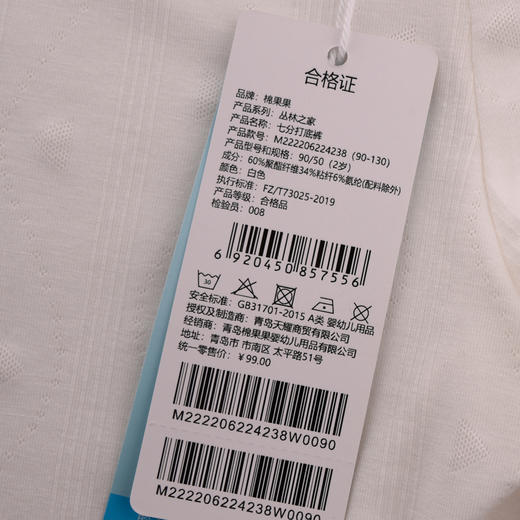 合格证
品牌：棉果果
产品系列：丛林之家
产品名称：七分打底裤
产品款号：M222206224238 (90-130)
产品型号和规格：90/50（2岁）
成分：60%聚酯纤维34%粘纤6%氨纶(配料除外)
颜色：白色
执行标准：FZ/T73025-2019
产品等级：合格品
检验员：008
6 920450 857556
30
安全标准：GB31701-2015 A类 婴幼儿用品
授权及制造商：青岛天耀商贸有限公司
经销商：青岛棉果果婴幼儿用品有限公司
地址：青岛市 市南区 太平路51号
统一零售价：￥99.00
M222206224238W0090
M222206224238W0090